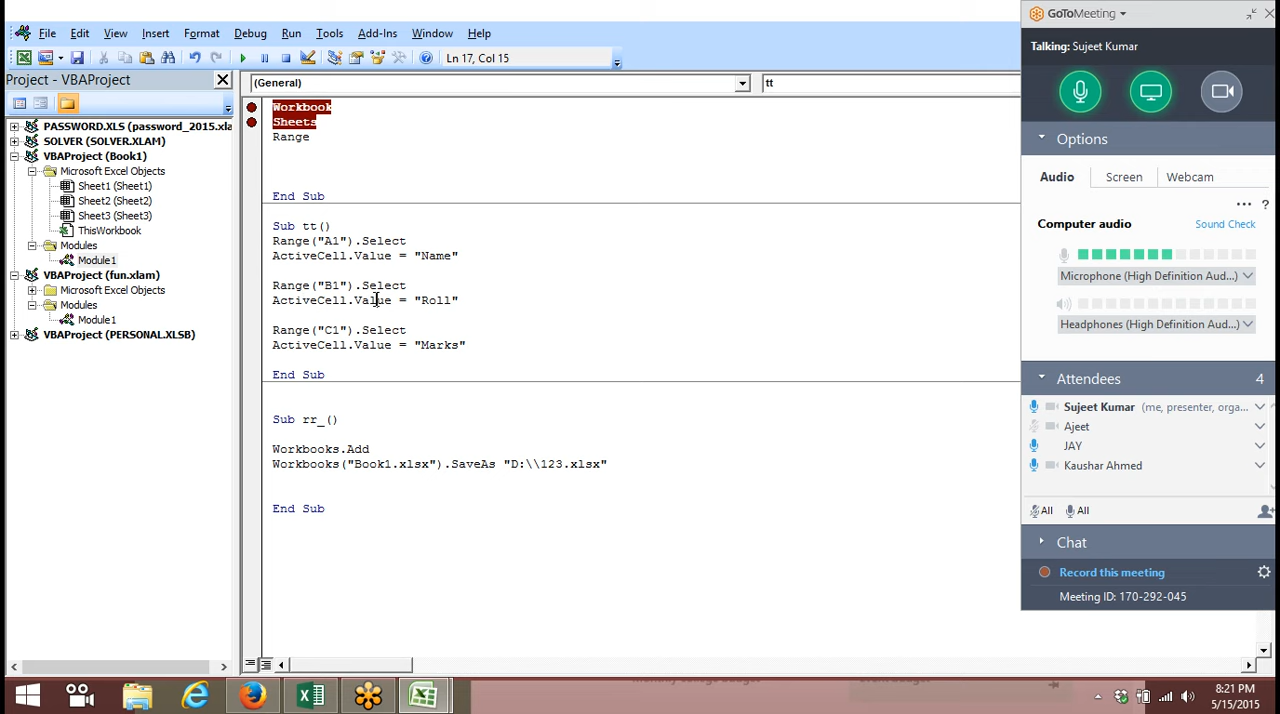 File Edit View Insert Format Debug Run Tools Add-Ins Window Help
Ln 17, Col 15
Project - VBAProject
(General)
tt
PASSWORD.XLS (password_2015.xla
SOLVER (SOLVER.XLAM)
VBAProject (Book1)
Microsoft Excel Objects
Sheet1 (Sheet1)
Sheet2 (Sheet2)
Sheet3 (Sheet3)
ThisWorkbook
Modules
Module1
VBAProject (fun.xlam)
Microsoft Excel Objects
Modules
Module1
VBAProject (PERSONAL.XLSB)
Workbook
Sheets
Range
End Sub
Sub tt()
Range("A1").Select
ActiveCell.Value = "Name"
Range("B1").Select
ActiveCell.Value = "Roll"
Range("C1").Select
ActiveCell.Value = "Marks"
End Sub
Sub rr_()
Workbooks.Add
Workbooks("Book1.xlsx").SaveAs "D:\\123.xlsx"
End Sub
GoToMeeting
Talking: Sujeet Kumar
Options
Audio Screen Webcam
... ?
Computer audio Sound Check
Microphone (High Definition Aud...)
Headphones (High Definition Aud...)
Attendees 4
Sujeet Kumar (me, presenter, orga...
Ajeet
JAY
Kaushar Ahmed
All All
Chat
Record this meeting
Meeting ID: 170-292-045
8:21 PM
5/15/2015